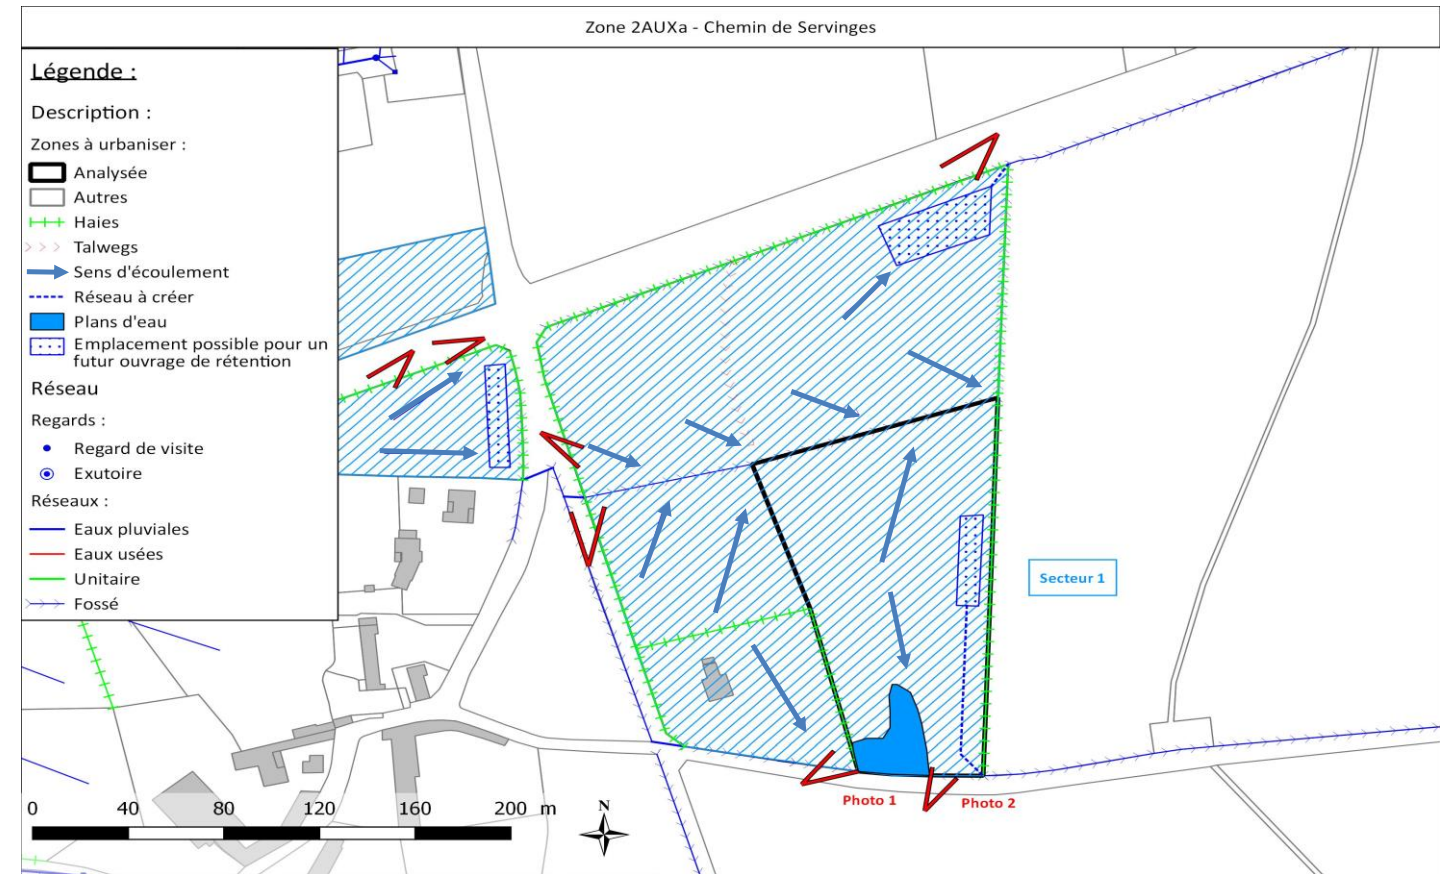 Zone 2AUXa - Chemin de Servinges
Légende :
Description :
Zones à urbaniser :
Analysée
Autres
Haies
Talwegs
Sens d'écoulement
Réseau à créer
Plans d'eau
Emplacement possible pour un
futur ouvrage de rétention
Réseau
Regards :
Regard de visite
Exutoire
Réseaux :
Eaux pluviales
Eaux usées
Unitaire
Fossé
Secteur 1
Photo 1
Photo 2
0 40 80 120 160 200 m
N